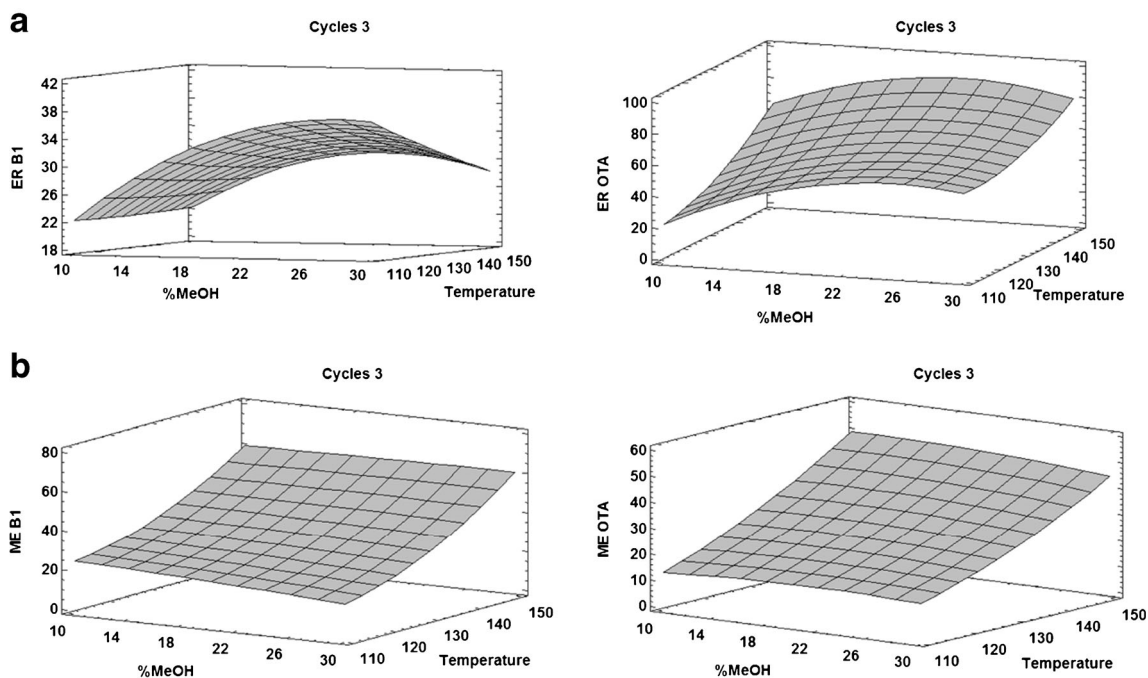 a
Cycles 3
ER B1
42
38
34
30
26
22
18
10 14 18 22 26 30
%MeOH
110 120 130 140 150
Temperature
Cycles 3
ER OTA
100
80
60
40
20
0
10 14 18 22 26 30
%MeOH
110 120 130 140 150
Temperature
b
Cycles 3
ME B1
80
60
40
20
0
10 14 18 22 26 30
%MeOH
110 120 130 140 150
Temperature
Cycles 3
ME OTA
60
50
40
30
20
10
0
10 14 18 22 26 30
%MeOH
110 120 130 140 150
Temperature